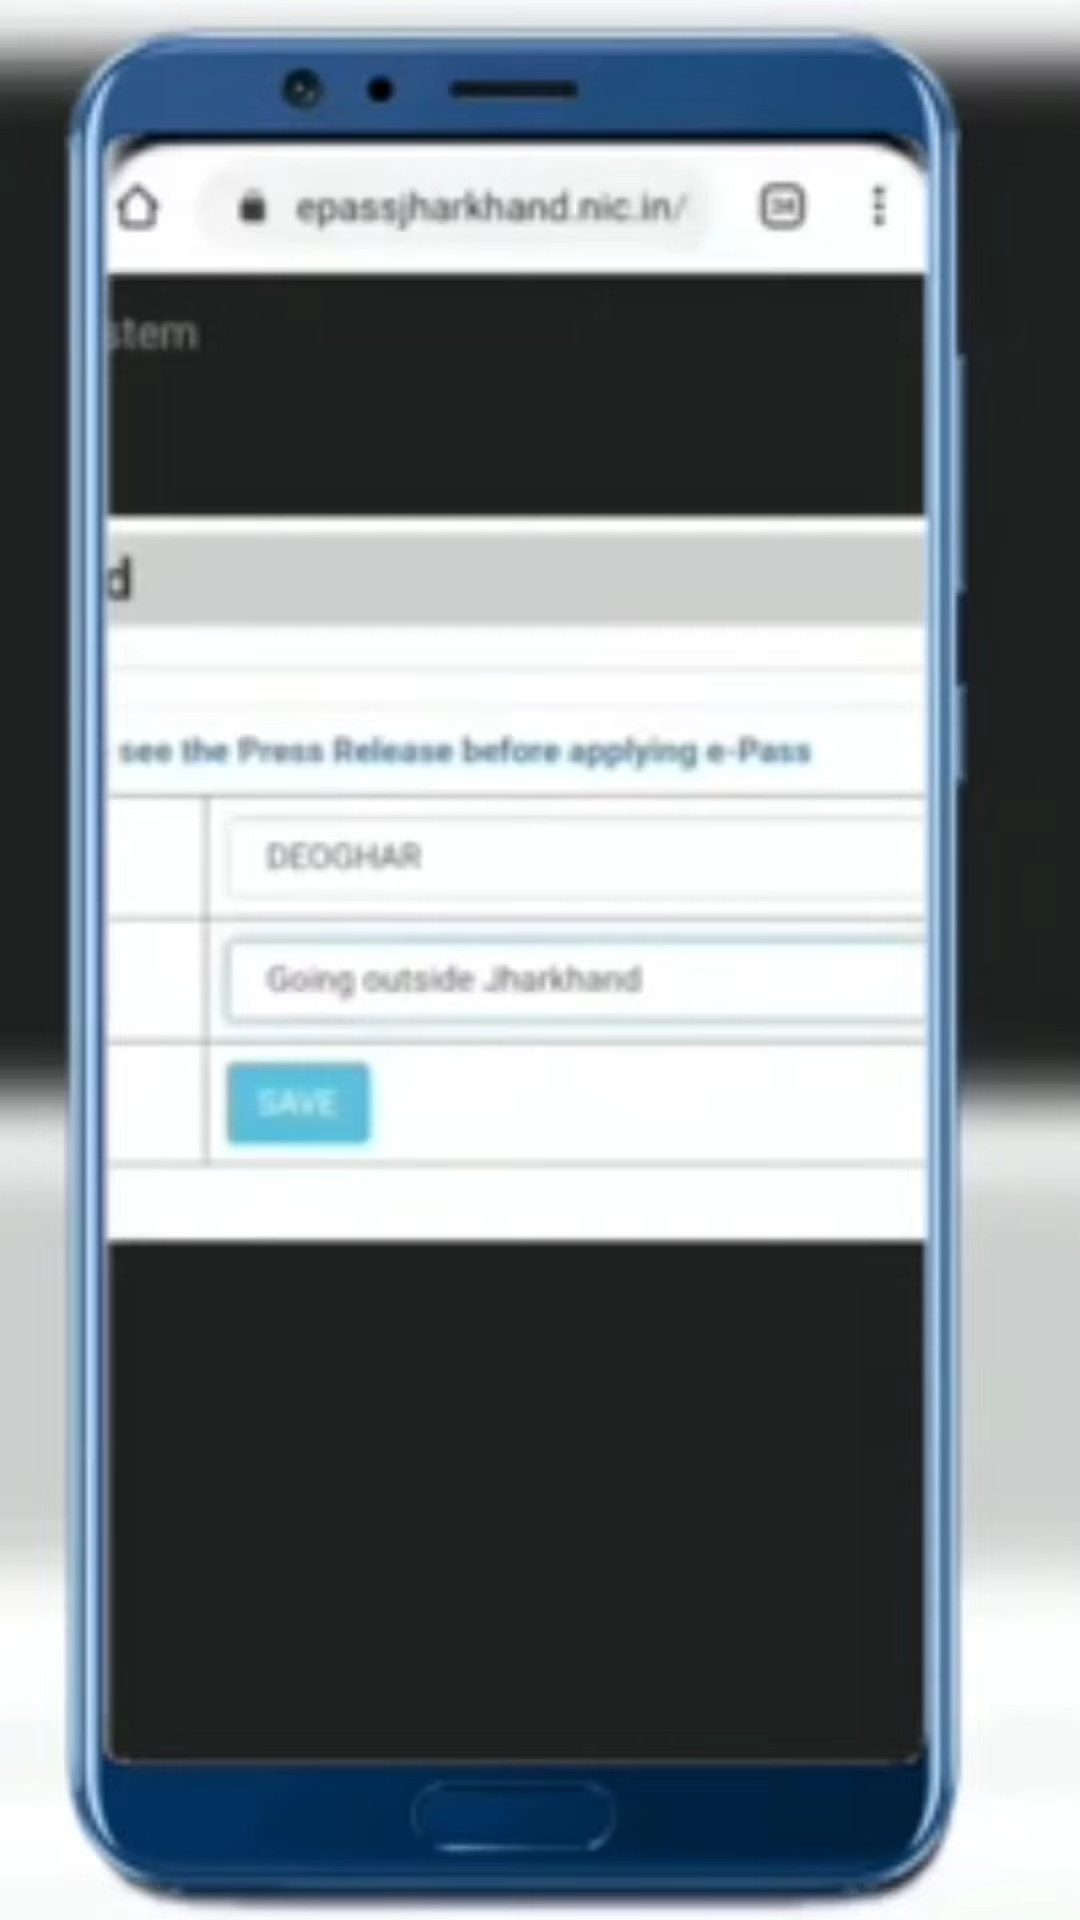 epassjharkhand.nic.in/
stem
d
see the Press Release before applying e-Pass
DEOGHAR
Going outside Jharkhand
SAVE